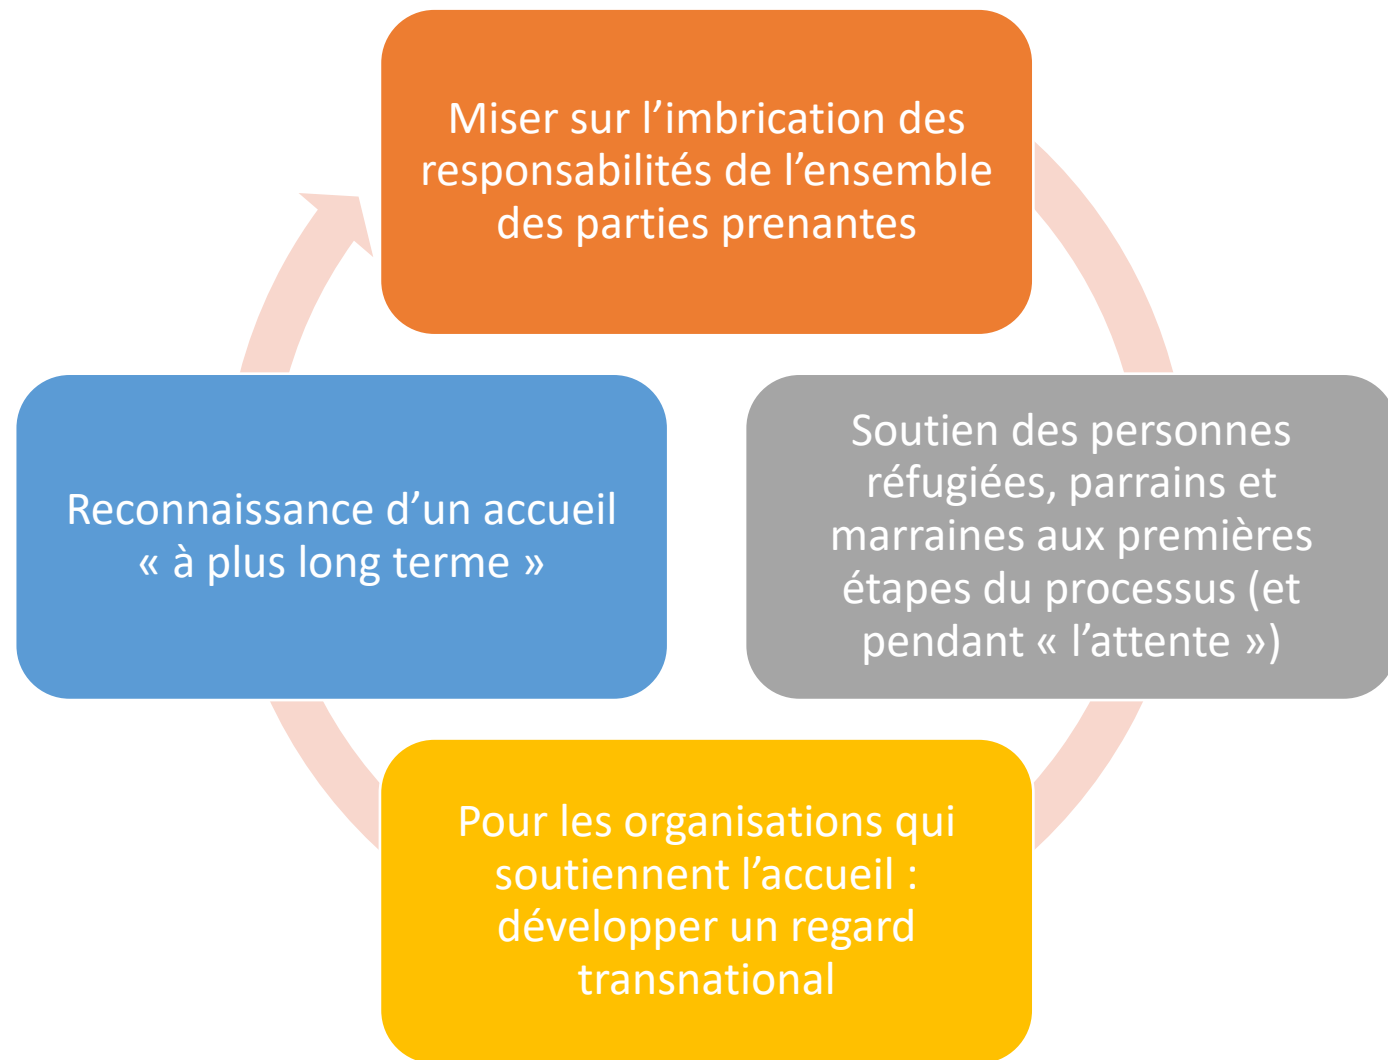 Miser sur l’imbrication des
responsabilités de l’ensemble
des parties prenantes
Soutien des personnes
réfugiées, parrains et
marraines aux premières
étapes du processus (et
pendant « l’attente »)
Pour les organisations qui
soutiennent l’accueil :
développer un regard
transnational
Reconnaissance d’un accueil
« à plus long terme »